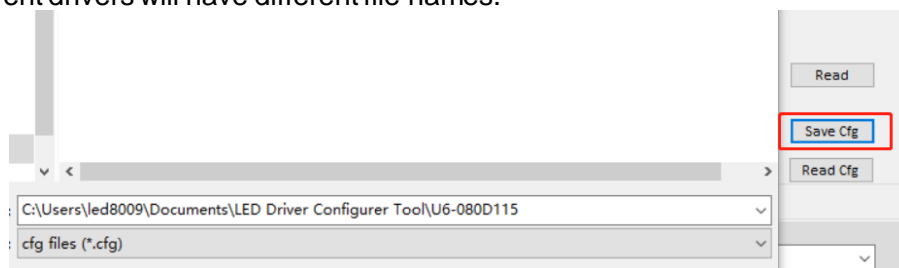 ent drivers will have different file names.
Read
Save Cfg
Read Cfg
C:\Users\led8009\Documents\LED Driver Configurer Tool\U6-080D115
cfg files (*.cfg)